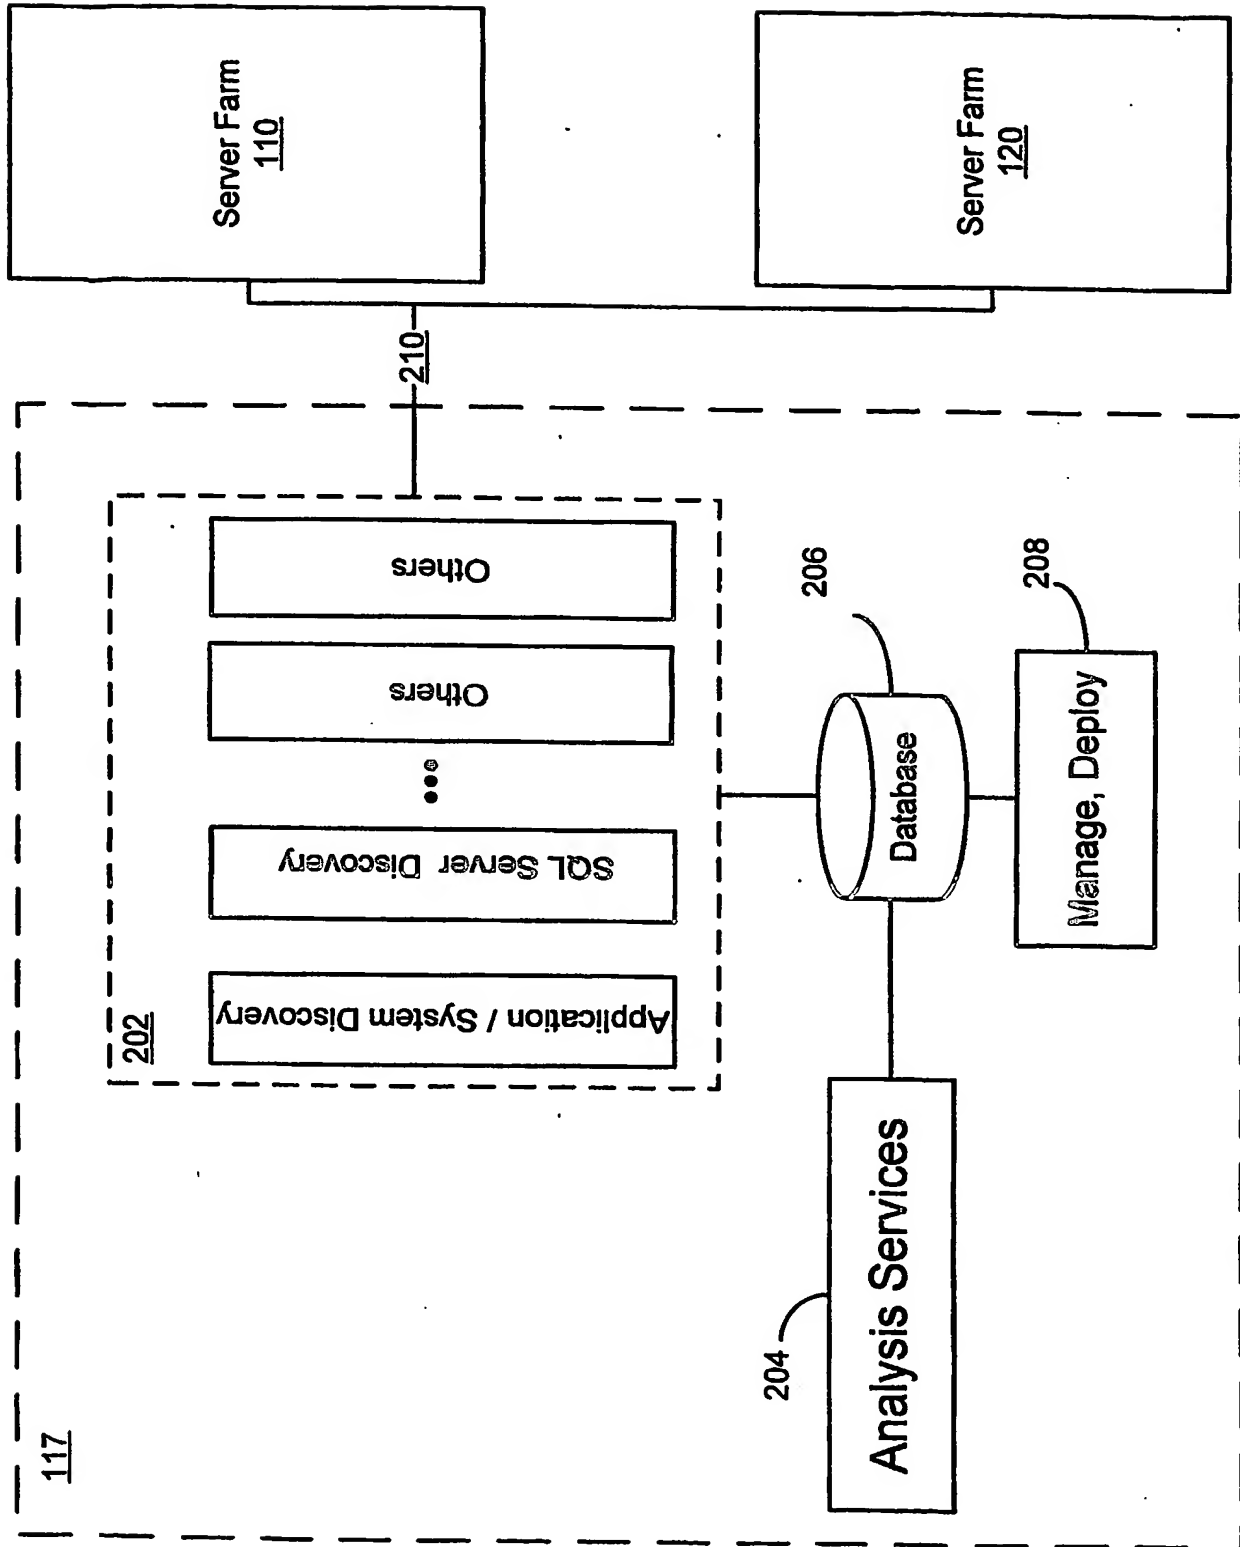 117
202
Application / System Discovery
SQL Server Discovery
Others
Others
210
Server Farm
110
204
Analysis Services
Database
206
Manage, Deploy
208
Server Farm
120